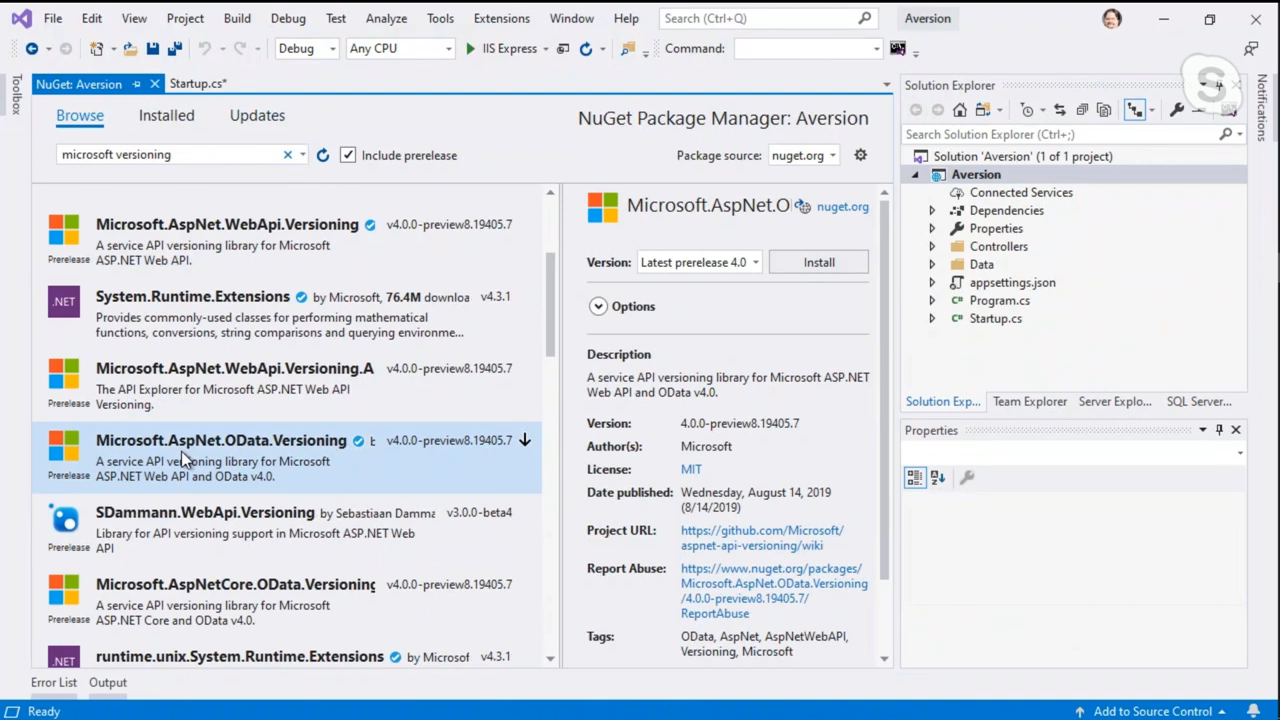 File Edit View Project Build Debug Test Analyze Tools Extensions Window Help Search (Ctrl+Q) Aversion
Debug Any CPU IIS Express Command:
Toolbox
NuGet: Aversion Startup.cs*
Browse Installed Updates
NuGet Package Manager: Aversion
microsoft versioning Include prerelease Package source: nuget.org
Microsoft.AspNet.WebApi.Versioning v4.0.0-preview8.19405.7
A service API versioning library for Microsoft
ASP.NET Web API.
Prerelease
.NET
System.Runtime.Extensions by Microsoft, 76.4M downloa v4.3.1
Provides commonly-used classes for performing mathematical
functions, conversions, string comparisons and querying environme...
Microsoft.AspNet.WebApi.Versioning.A v4.0.0-preview8.19405.7
The API Explorer for Microsoft ASP.NET Web API
Versioning.
Prerelease
Microsoft.AspNet.OData.Versioning b v4.0.0-preview8.19405.7
A service API versioning library for Microsoft
ASP.NET Web API and OData v4.0.
Prerelease
SDammann.WebApi.Versioning by Sebastiaan Damma v3.0.0-beta4
Library for API versioning support in Microsoft ASP.NET Web
API
Prerelease
Microsoft.AspNetCore.OData.Versioning v4.0.0-preview8.19405.7
A service API versioning library for Microsoft
ASP.NET Core and OData v4.0.
Prerelease
.NET
runtime.unix.System.Runtime.Extensions by Microsof v4.3.1
Microsoft.AspNet.O nuget.org
Version: Latest prerelease 4.0 Install
Options
Description
A service API versioning library for Microsoft ASP.NET
Web API and OData v4.0.
Version: 4.0.0-preview8.19405.7
Author(s): Microsoft
License: MIT
Date published: Wednesday, August 14, 2019
(8/14/2019)
Project URL: https://github.com/Microsoft/
aspnet-api-versioning/wiki
Report Abuse: https://www.nuget.org/packages/
Microsoft.AspNet.OData.Versioning
/4.0.0-preview8.19405.7/
ReportAbuse
Tags: OData, AspNet, AspNetWebAPI,
Versioning, Microsoft
Solution Explorer
Search Solution Explorer (Ctrl+;)
Solution 'Aversion' (1 of 1 project)
Aversion
Connected Services
Dependencies
Properties
Controllers
Data
appsettings.json
Program.cs
Startup.cs
Solution Exp... Team Explorer Server Explo... SQL Server...
Properties
Notifications
Error List Output
Ready Add to Source Control